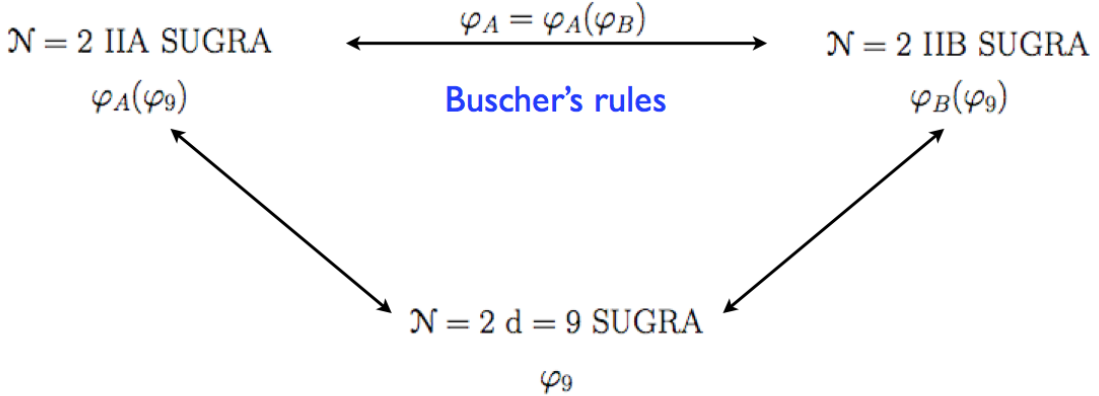 φ_A = φ_A(φ_B)
𝒩 = 2 IIA SUGRA
𝒩 = 2 IIB SUGRA
φ_A(φ_9)
Buscher's rules
φ_B(φ_9)
𝒩 = 2 d = 9 SUGRA
φ_9